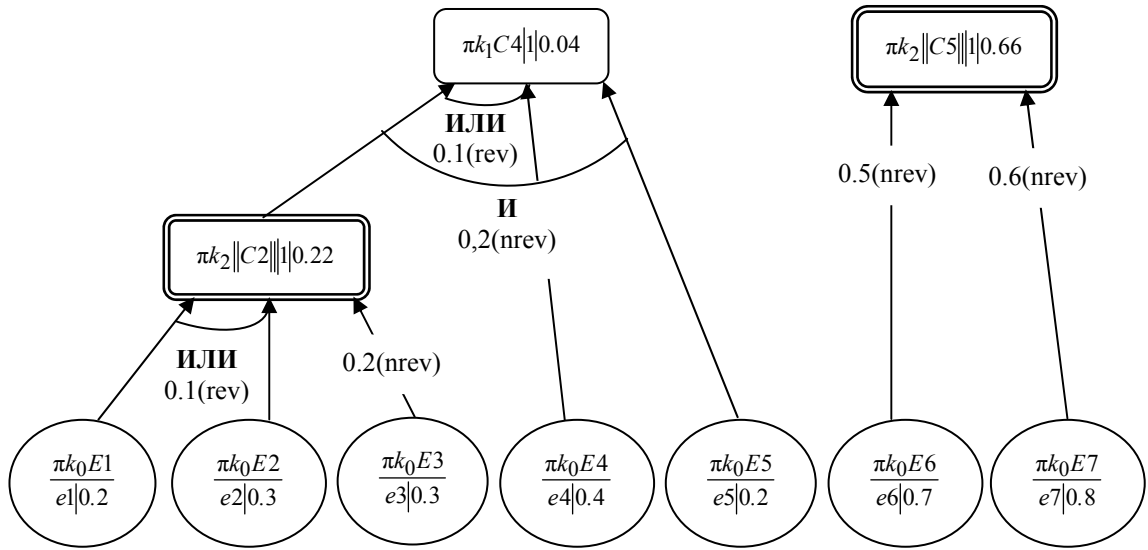 πk₁C4|1|0.04
πk₂||C5|||1|0.66
ИЛИ
0.1(rev)
И
0,2(nrev)
0.5(nrev)
0.6(nrev)
πk₂||C2|||1|0.22
ИЛИ
0.1(rev)
0.2(nrev)
πk₀E1
e1|0.2
πk₀E2
e2|0.3
πk₀E3
e3|0.3
πk₀E4
e4|0.4
πk₀E5
e5|0.2
πk₀E6
e6|0.7
πk₀E7
e7|0.8